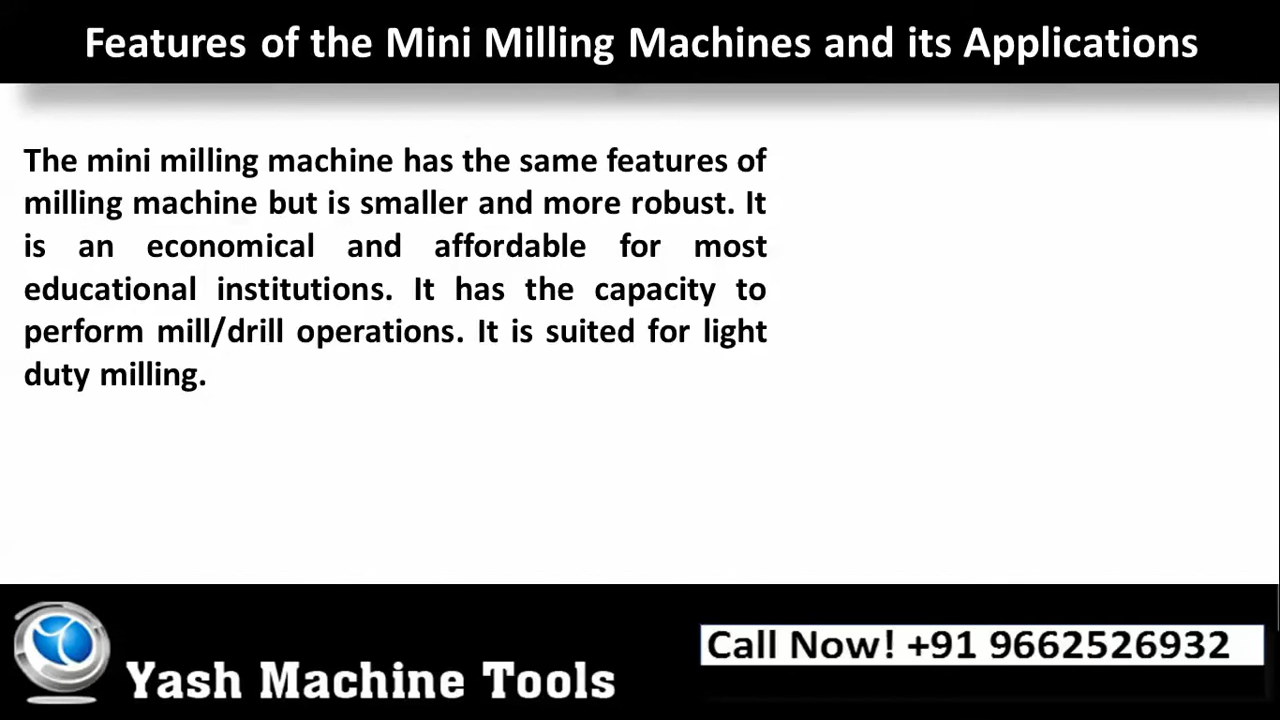 Features of the Mini Milling Machines and its Applications
The mini milling machine has the same features of
milling machine but is smaller and more robust. It
is an economical and affordable for most
educational institutions. It has the capacity to
perform mill/drill operations. It is suited for light
duty milling.
Call Now! +91 9662526932
Yash Machine Tools